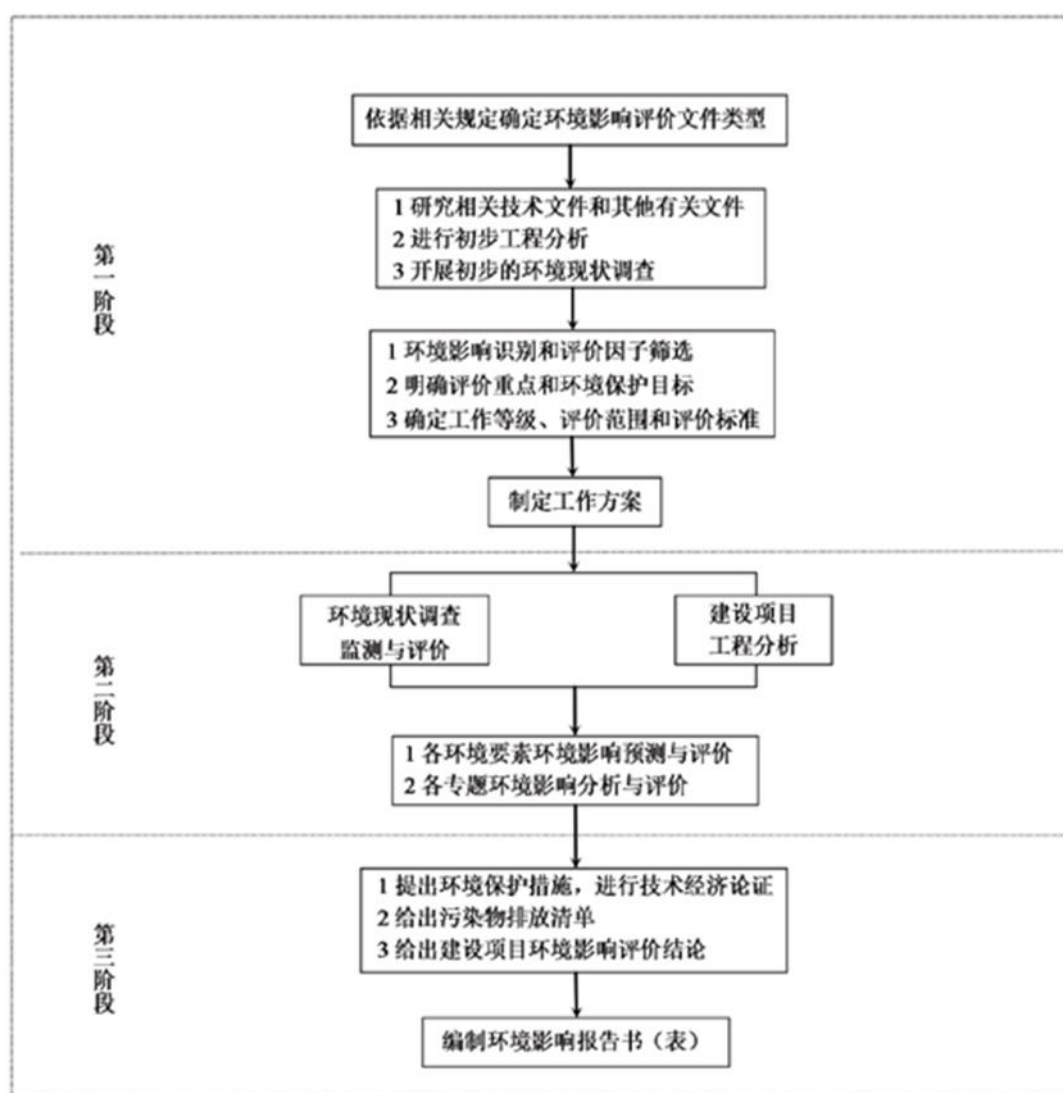 依据相关规定确定环境影响评价文件类型
1 研究相关技术文件和其他有关文件
2 进行初步工程分析
3 开展初步的环境现状调查
第一阶段
1 环境影响识别和评价因子筛选
2 明确评价重点和环境保护目标
3 确定工作等级、评价范围和评价标准
制定工作方案
环境现状调查
监测与评价
建设项目
工程分析
第二阶段
1 各环境要素环境影响预测与评价
2 各专题环境影响分析与评价
1 提出环境保护措施，进行技术经济论证
2 给出污染物排放清单
3 给出建设项目环境影响评价结论
第三阶段
编制环境影响报告书（表）